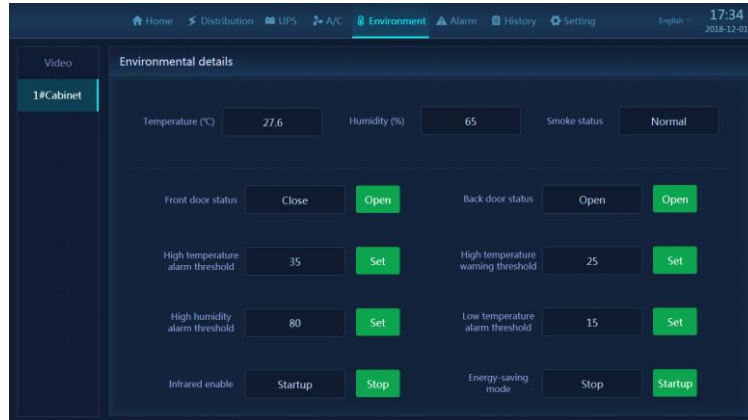 Home Distribution UPS A/C Environment Alarm History Setting English 17:34
2018-12-01
Video Environmental details
1#Cabinet
Temperature (℃) 27.6 Humidity (%) 65 Smoke status Normal
Front door status Close Open Back door status Open Open
High temperature
alarm threshold 35 Set High temperature
warning threshold 25 Set
High humidity
alarm threshold 80 Set Low temperature
alarm threshold 15 Set
Infrared enable Startup Stop Energy-saving
mode Stop Startup